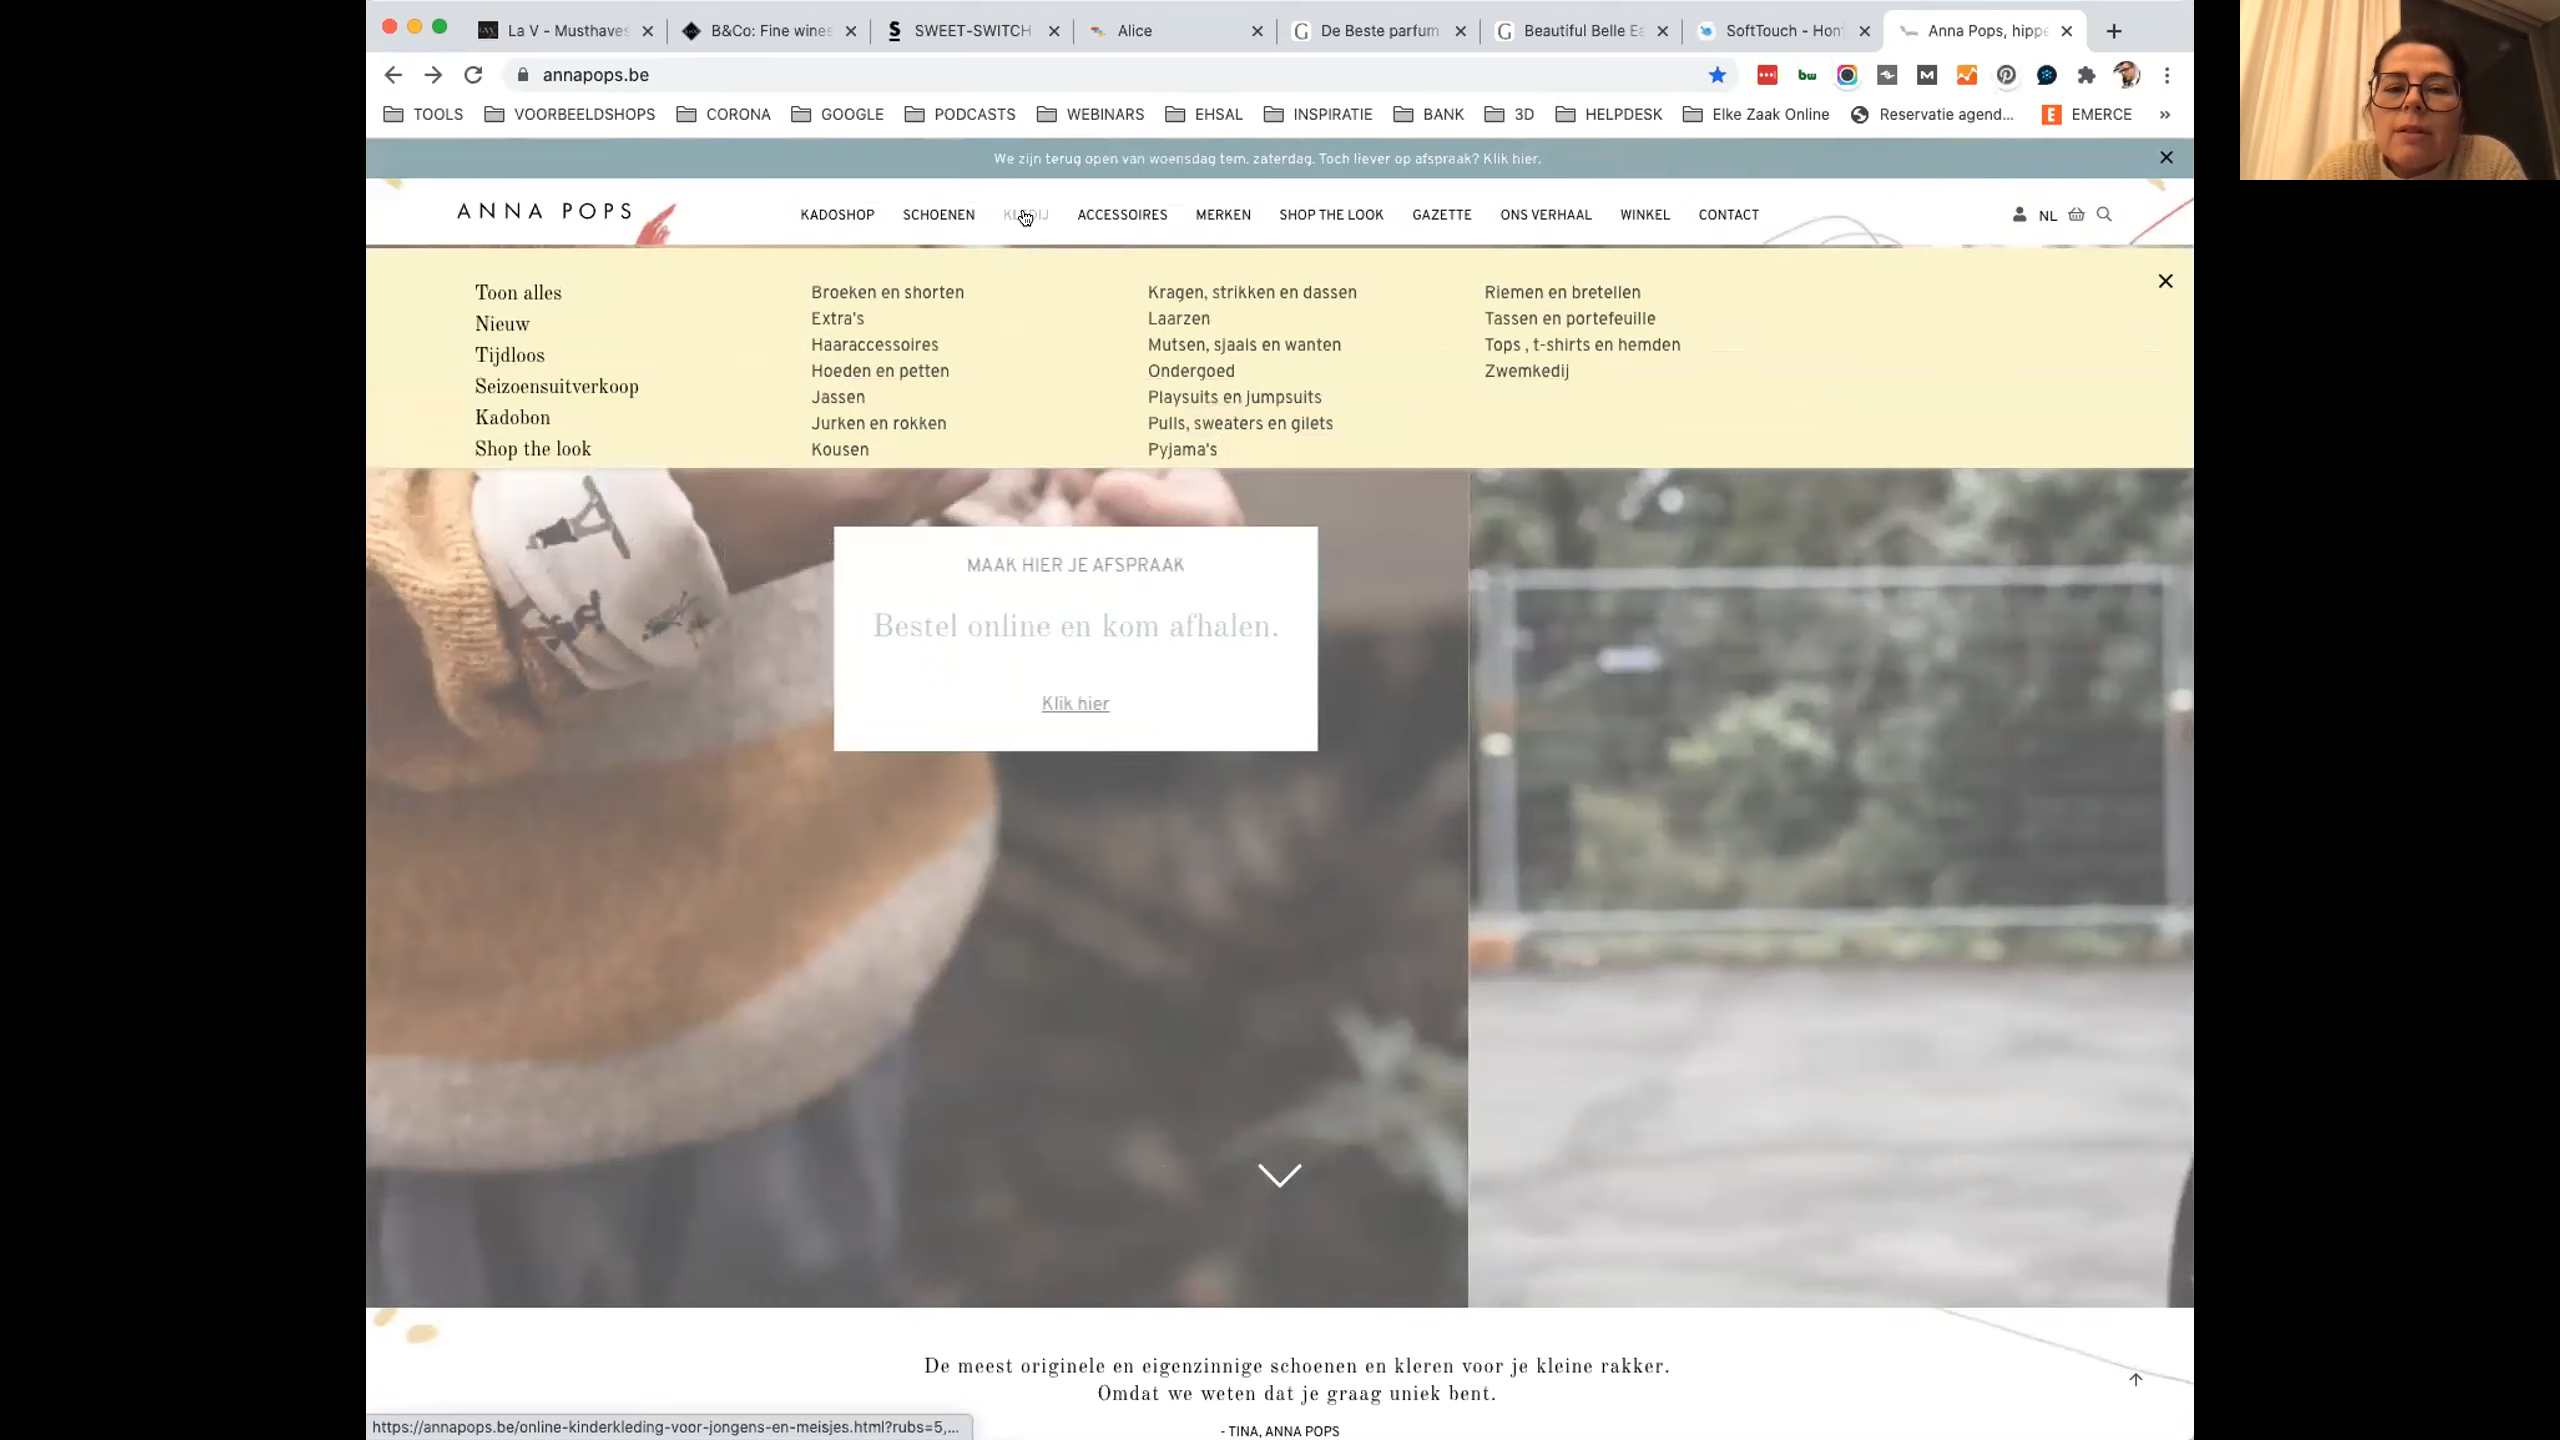 La V - Musthaves
B&Co: Fine wines
SWEET-SWITCH
Alice
De Beste parfum
Beautiful Belle Ea
SoftTouch - Hom
Anna Pops, hippe
annapops.be
TOOLS
VOORBEELDSHOPS
CORONA
GOOGLE
PODCASTS
WEBINARS
EHSAL
INSPIRATIE
BANK
3D
HELPDESK
Elke Zaak Online
Reservatie agend...
EMERCE
»
We zijn terug open van woensdag tem. zaterdag. Toch liever op afspraak? Klik hier.
ANNA POPS
KADOSHOP
SCHOENEN
KLEDIJ
ACCESSOIRES
MERKEN
SHOP THE LOOK
GAZETTE
ONS VERHAAL
WINKEL
CONTACT
NL
Toon alles
Nieuw
Tijdloos
Seizoensuitverkoop
Kadobon
Shop the look
Broeken en shorten
Extra's
Haaraccessoires
Hoeden en petten
Jassen
Jurken en rokken
Kousen
Kragen, strikken en dassen
Laarzen
Mutsen, sjaals en wanten
Ondergoed
Playsuits en jumpsuits
Pulls, sweaters en gilets
Pyjama's
Riemen en bretellen
Tassen en portefeuille
Tops , t-shirts en hemden
Zwemkedij
MAAK HIER JE AFSPRAAK
Bestel online en kom afhalen.
Klik hier
De meest originele en eigenzinnige schoenen en kleren voor je kleine rakker.
Omdat we weten dat je graag uniek bent.
- TINA, ANNA POPS
https://annapops.be/online-kinderkleding-voor-jongens-en-meisjes.html?rubs=5,...